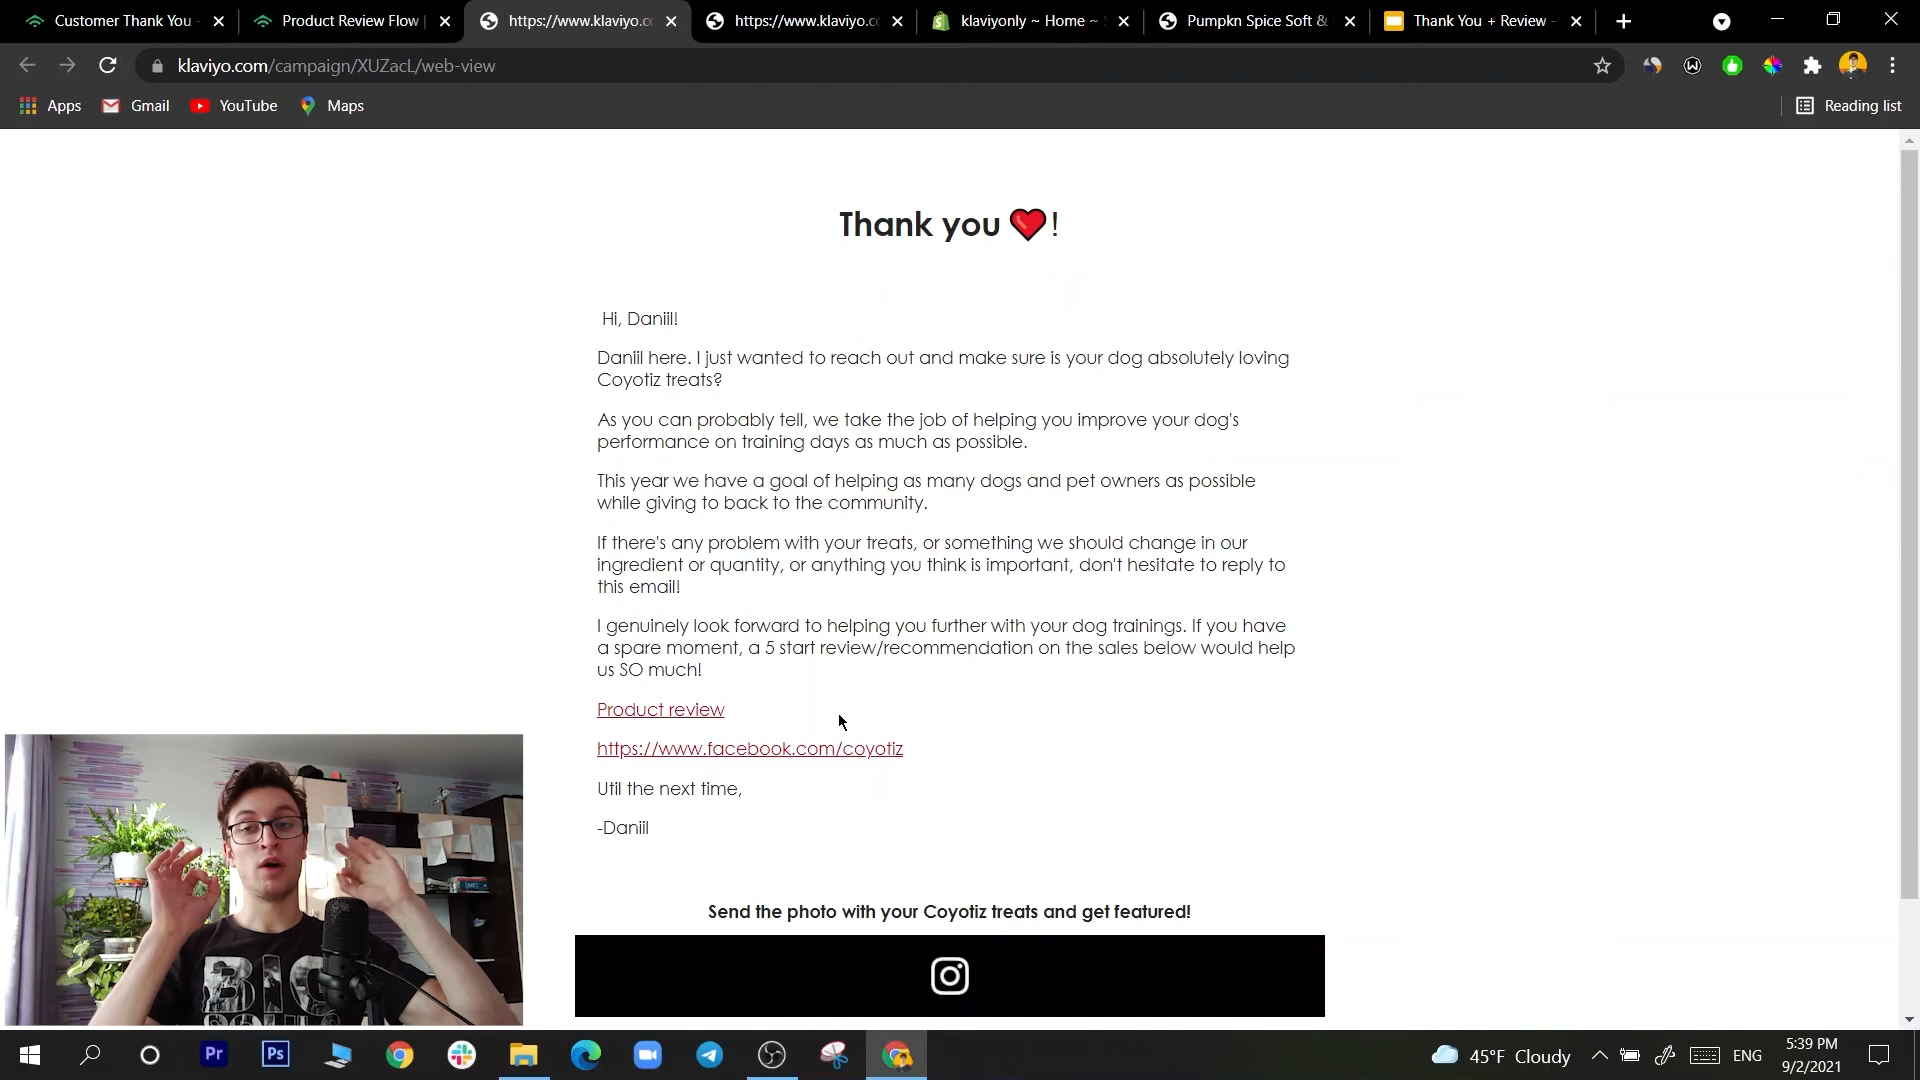 Customer Thank You -
Product Review Flow |
https://www.klaviyo.co
https://www.klaviyo.co
klaviyonly ~ Home ~
Pumpkn Spice Soft &
Thank You + Review -
klaviyo.com/campaign/XUZacL/web-view
Apps
Gmail
YouTube
Maps
Reading list
Thank you ❤️!
Hi, Daniil!
Daniil here. I just wanted to reach out and make sure is your dog absolutely loving
Coyotiz treats?
As you can probably tell, we take the job of helping you improve your dog's
performance on training days as much as possible.
This year we have a goal of helping as many dogs and pet owners as possible
while giving to back to the community.
If there's any problem with your treats, or something we should change in our
ingredient or quantity, or anything you think is important, don't hesitate to reply to
this email!
I genuinely look forward to helping you further with your dog trainings. If you have
a spare moment, a 5 start review/recommendation on the sales below would help
us SO much!
Product review
https://www.facebook.com/coyotiz
Util the next time,
-Daniil
Send the photo with your Coyotiz treats and get featured!
BIG
Pr
Ps
45°F Cloudy
ENG
5:39 PM
9/2/2021